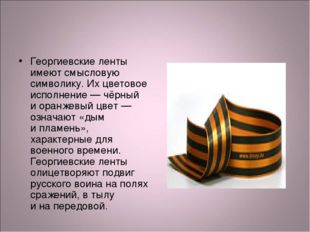 • Георгиевские ленты
имеют смысловую
символику. Их цветовое
исполнение — чёрный
и оранжевый цвет —
означают «дым
и пламень»,
характерные для
военного времени.
Георгиевские ленты
олицетворяют подвиг
русского воина на полях
сражений, в тылу
и на передовой.